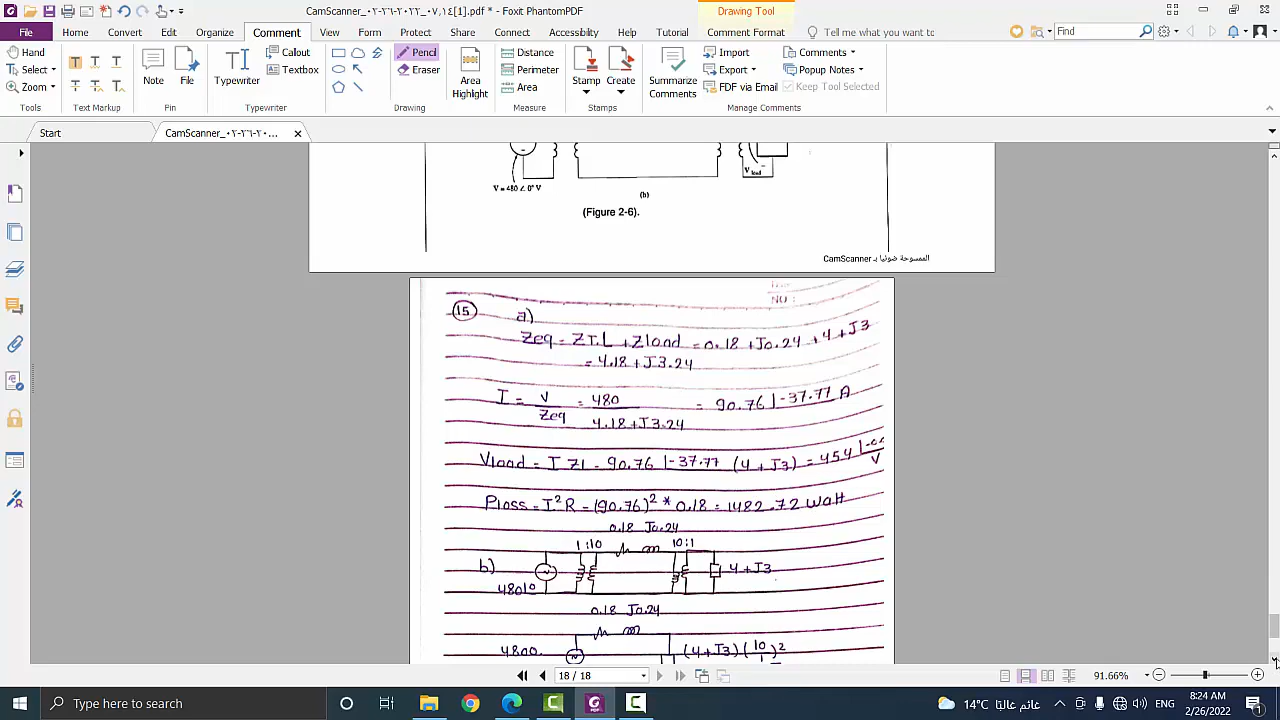 CamScanner_٠٢-٢٦-٢٠٢٢_٠٧,١٤[1].pdf * - Foxit PhantomPDF
Drawing Tool
File Home Comment View Form Protect Share Connect Accessibility Help Tutorial Comment Format Tell me what you want to do Find
Convert Edit Organize
Hand
Select
Zoom
Tools
Text Markup
Note
File
Pin
Typewriter
Callout
Textbox
Typewriter
Pencil
Eraser
Drawing
Area
Highlight
Distance
Perimeter
Area
Measure
Stamp
Create
Stamps
Summarize
Comments
Import
Export
FDF via Email
Comments
Popup Notes
Keep Tool Selected
Manage Comments
Start
V load
V = 480 ∠ 0° V
(b)
(Figure 2-6).
الممسوحة ضوئيا بـ CamScanner
NO :
15
a)
Zeq = ZT.L + Zload = 0.18 + J0.24 + 4 + J3
= 4.18 + J3.24
I = V / Zeq = 480 / 4.18 + J3.24 = 90.76 |-37.77 A
Vload = I ZL = 90.76 |-37.77 (4 + J3) = 454
V
Ploss = I² R = (90.76)² * 0.18 = 1482.72 Watt
0.18 J0.24
1:10 10:1
b) 4 + J3
480|0
0.18 J0.24
4800. (4+J3)(10/1)²
18 / 18
91.66%
Type here to search
14°C غائم غالبًا
ENG
8:24 AM
2/26/2022